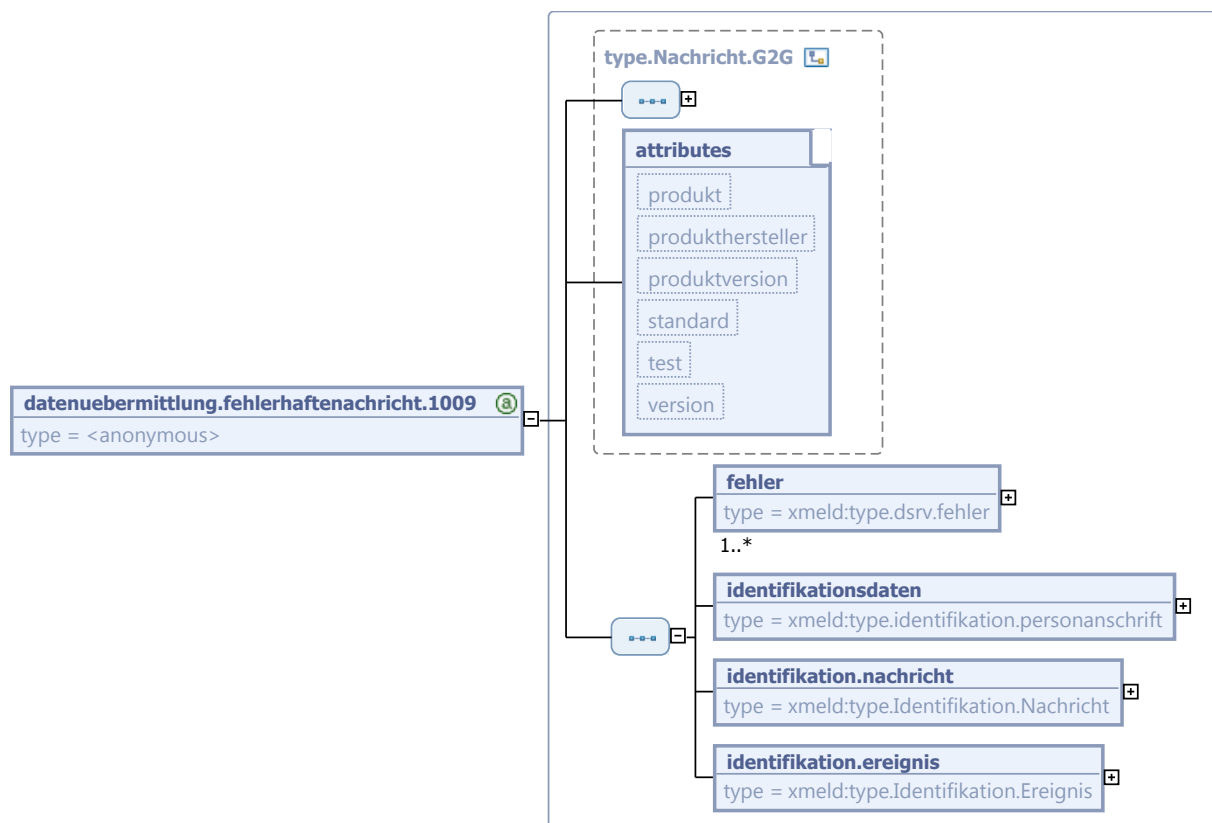 type.Nachricht.G2G
attributes
produkt
produkthersteller
produktversion
standard
test
version
datenuebermittlung.fehlerhaftenachricht.1009
type = <anonymous>
fehler
type = xmeld:type.dsrv.fehler
1..*
identifikationsdaten
type = xmeld:type.identifikation.personanschrift
identifikation.nachricht
type = xmeld:type.Identifikation.Nachricht
identifikation.ereignis
type = xmeld:type.Identifikation.Ereignis